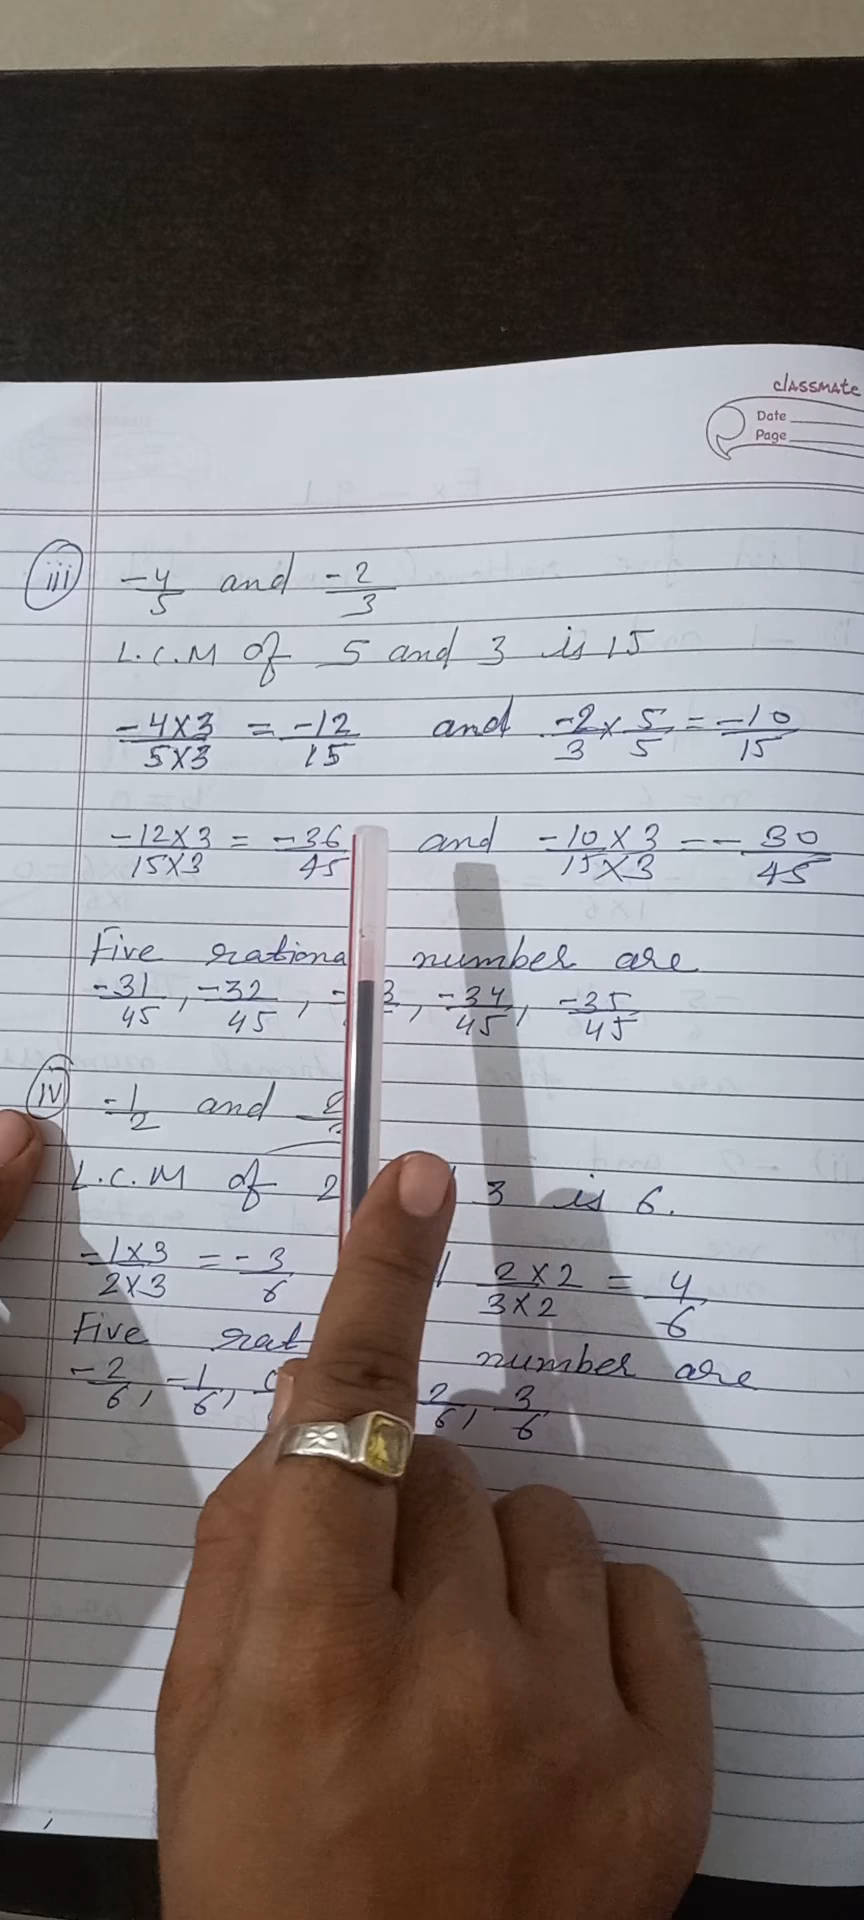 classmate
Date
Page
iii -4/5 and -2/3
L.C.M of 5 and 3 is 15
-4×3/5×3 = -12/15 and -2/3 × 5/5 = -10/15
-12×3/15×3 = -36/45 and -10×3/15×3 = -30/45
Five rationa number are
-31/45, -32/45, - , -34/45, -35/45
iv -1/2 and 2
L.C.M of 2 3 is 6.
-1×3/2×3 = -3/6 2×2/3×2 = 4/6
Five rat number are
-2/6, -1/6, 2/6, 3/6